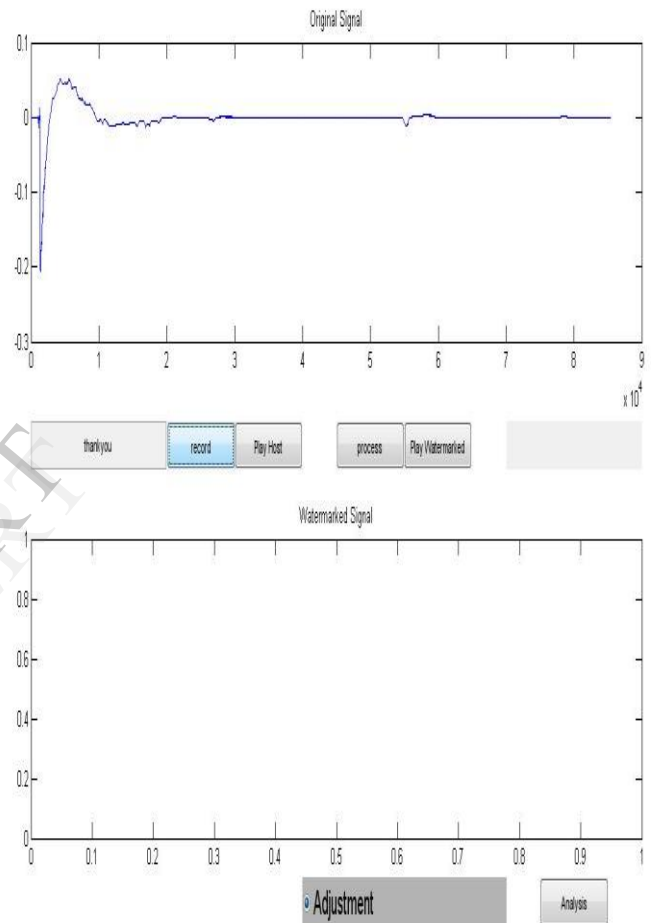 Original Signal
0.1
0
-0.1
-0.2
-0.3
0 1 2 3 4 5 6 7 8 9
x 10^4
thankyou record Play Host process Play Watermarked
Watermarked Signal
1
0.8
0.6
0.4
0.2
0
0 0.1 0.2 0.3 0.4 0.5 0.6 0.7 0.8 0.9 1
Adjustment Analysis